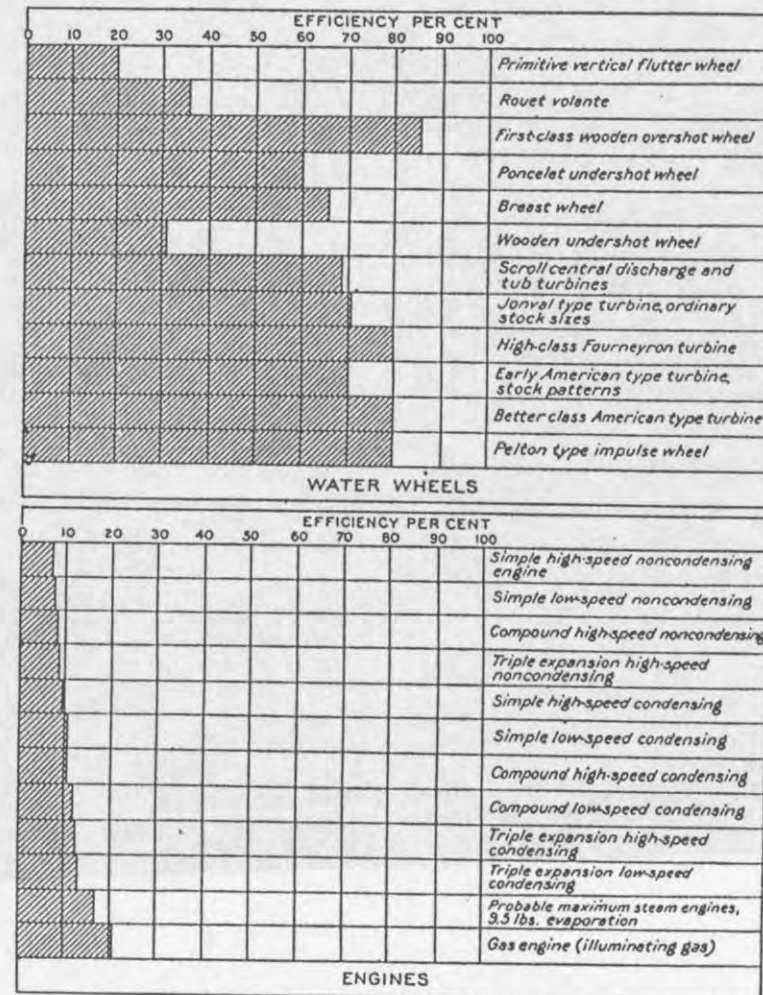 EFFICIENCY PER CENT
0 10 20 30 40 50 60 70 80 90 100
Primitive vertical flutter wheel
Rouet volante
First-class wooden overshot wheel
Poncelet undershot wheel
Breast wheel
Wooden undershot wheel
Scroll central discharge and
tub turbines
Jonval type turbine, ordinary
stock sizes
High-class Fourneyron turbine
Early American type turbine,
stock patterns
Better class American type turbine
Pelton type impulse wheel
WATER WHEELS
EFFICIENCY PER CENT
0 10 20 30 40 50 60 70 80 90 100
Simple high-speed noncondensing
engine
Simple low-speed noncondensing
Compound high-speed noncondensing
Triple expansion high-speed
noncondensing
Simple high-speed condensing
Simple low-speed condensing
Compound high-speed condensing
Compound low-speed condensing
Triple expansion high-speed
condensing
Triple expansion low-speed
condensing
Probable maximum steam engines,
9.5 lbs. evaporation
Gas engine (illuminating gas)
ENGINES